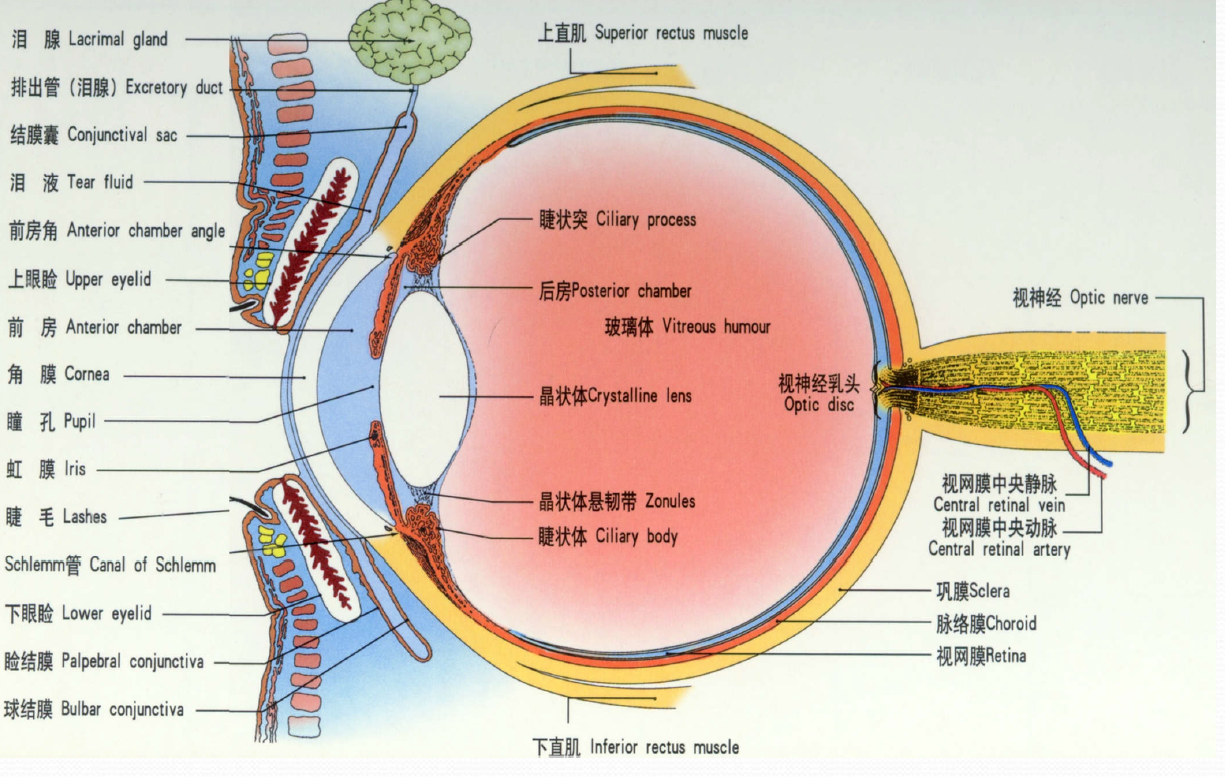 泪 腺 Lacrimal gland
排出管（泪腺）Excretory duct
结膜囊 Conjunctival sac
泪 液 Tear fluid
前房角 Anterior chamber angle
上眼睑 Upper eyelid
前 房 Anterior chamber
角 膜 Cornea
瞳 孔 Pupil
虹 膜 Iris
睫 毛 Lashes
Schlemm管 Canal of Schlemm
下眼睑 Lower eyelid
睑结膜 Palpebral conjunctiva
球结膜 Bulbar conjunctiva
上直肌 Superior rectus muscle
睫状突 Ciliary process
后房Posterior chamber
玻璃体 Vitreous humour
晶状体Crystalline lens
晶状体悬韧带 Zonules
睫状体 Ciliary body
下直肌 Inferior rectus muscle
视神经乳头
Optic disc
视神经 Optic nerve
视网膜中央静脉
Central retinal vein
视网膜中央动脉
Central retinal artery
巩膜Sclera
脉络膜Choroid
视网膜Retina